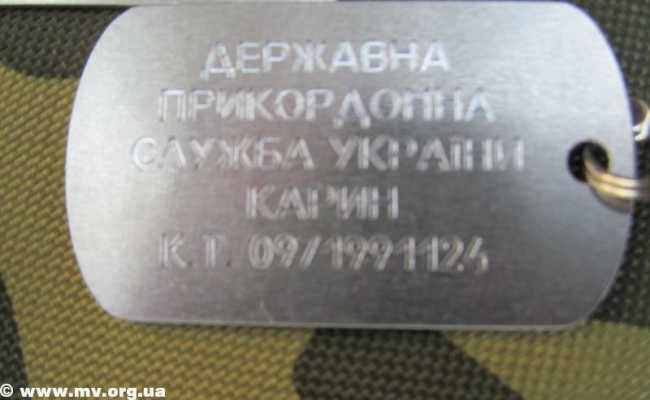 ДЕРЖАВНА
ПРИКОРДОННА
СЛУЖБА УКРАЇНИ
КАРИН
К.Т. 09/1991124
© www.mv.org.ua